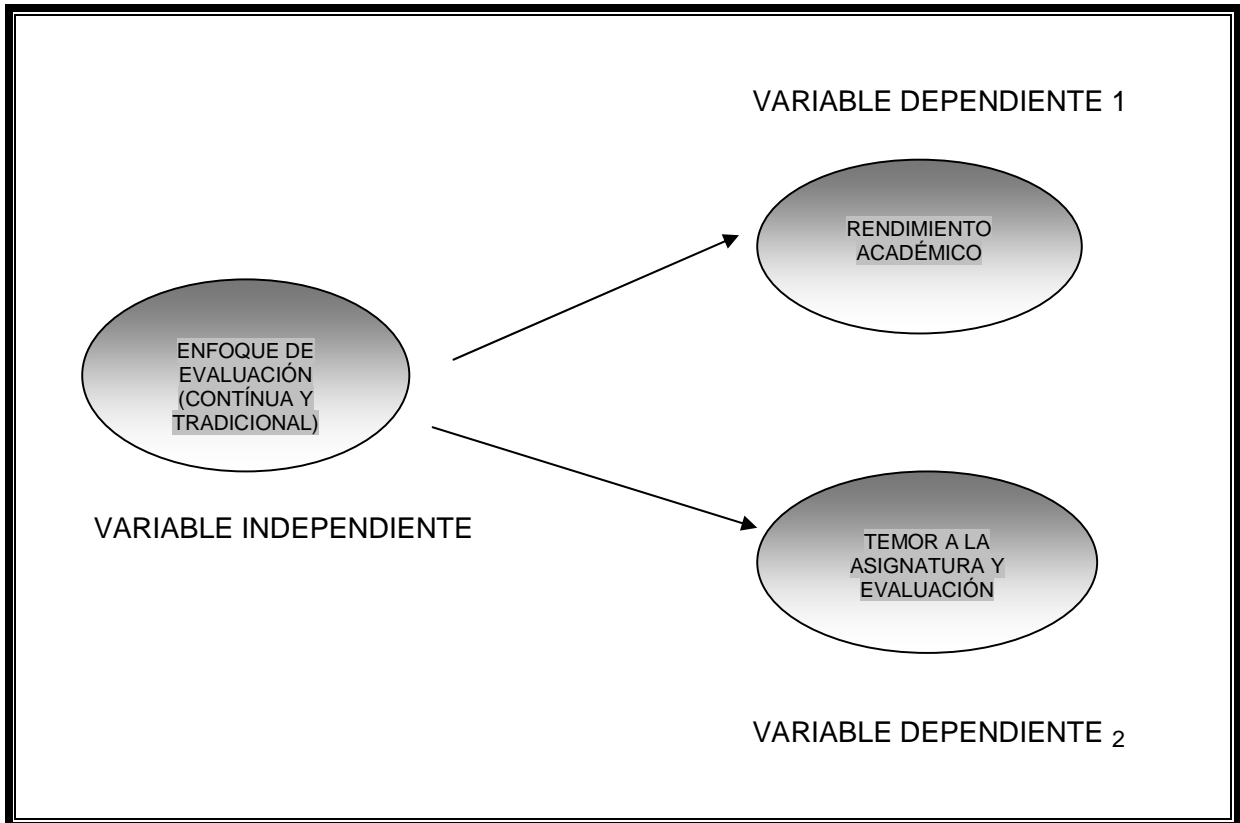 VARIABLE DEPENDIENTE 1
RENDIMIENTO
ACADÉMICO
ENFOQUE DE
EVALUACIÓN
(CONTÍNUA Y
TRADICIONAL)
VARIABLE INDEPENDIENTE
TEMOR A LA
ASIGNATURA Y
EVALUACIÓN
VARIABLE DEPENDIENTE 2